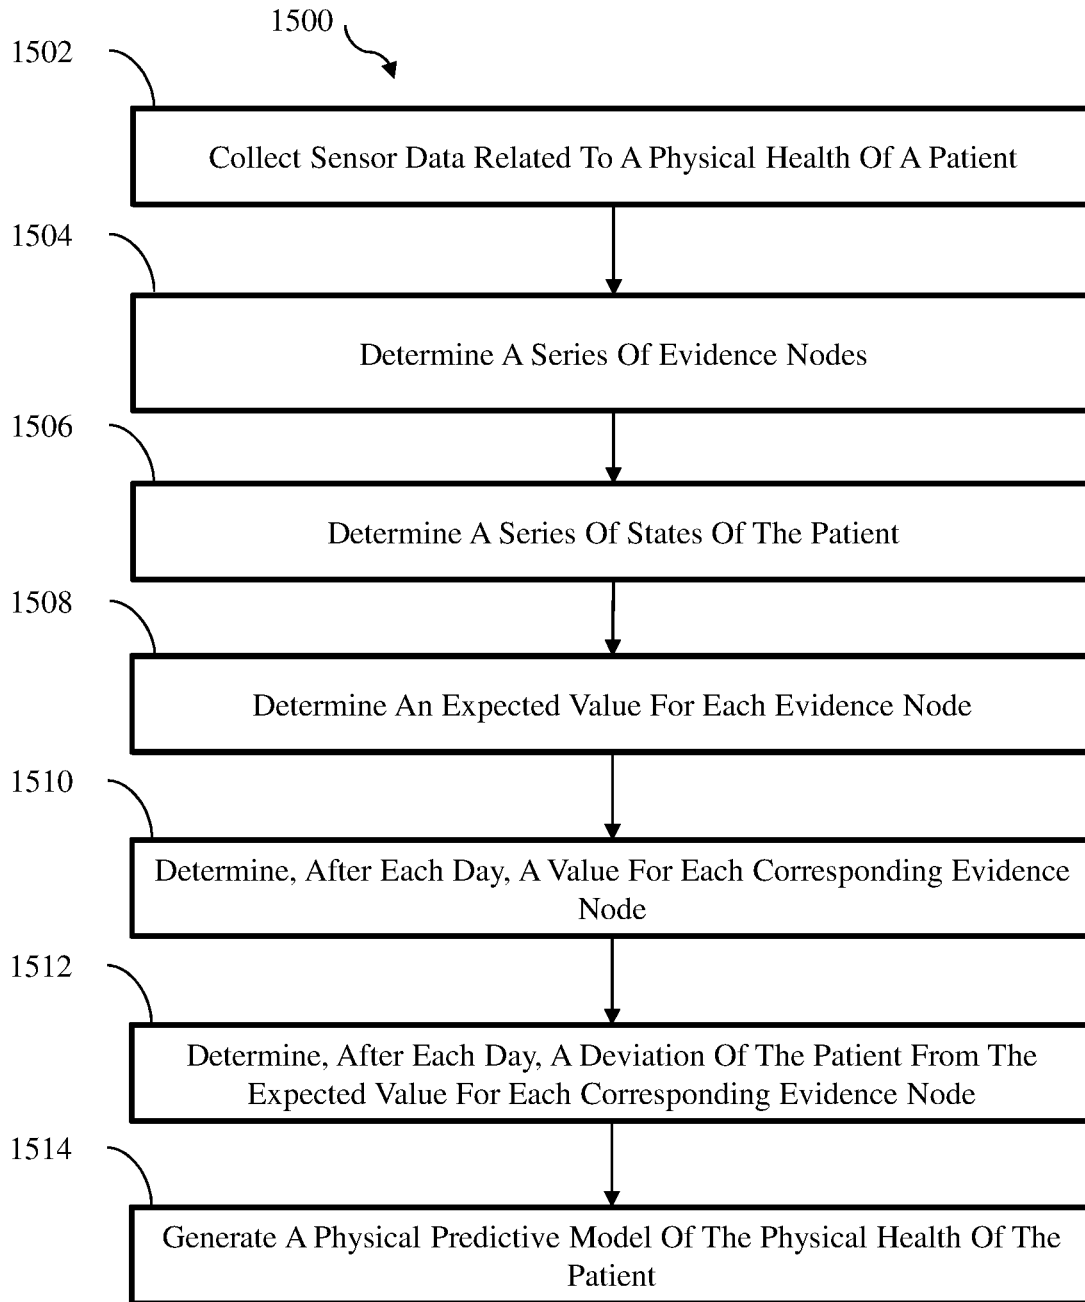 1500
1502
Collect Sensor Data Related To A Physical Health Of A Patient
1504
Determine A Series Of Evidence Nodes
1506
Determine A Series Of States Of The Patient
1508
Determine An Expected Value For Each Evidence Node
1510
Determine, After Each Day, A Value For Each Corresponding Evidence
Node
1512
Determine, After Each Day, A Deviation Of The Patient From The
Expected Value For Each Corresponding Evidence Node
1514
Generate A Physical Predictive Model Of The Physical Health Of The
Patient